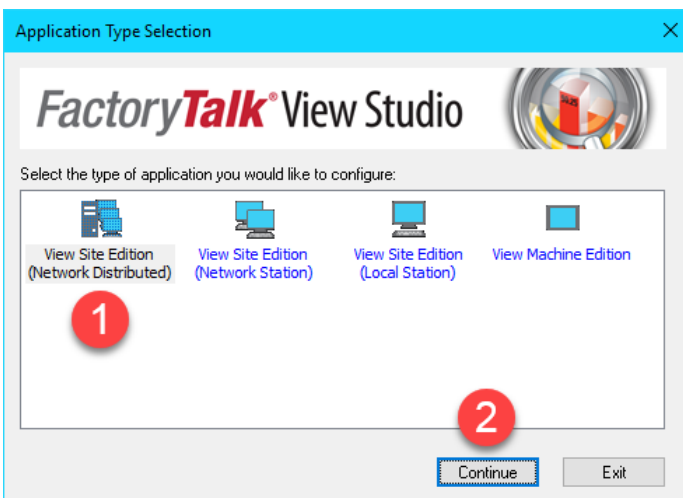 Application Type Selection
FactoryTalk® View Studio
Select the type of application you would like to configure:
View Site Edition
(Network Distributed)
View Site Edition
(Network Station)
View Site Edition
(Local Station)
View Machine Edition
1
2
Continue
Exit